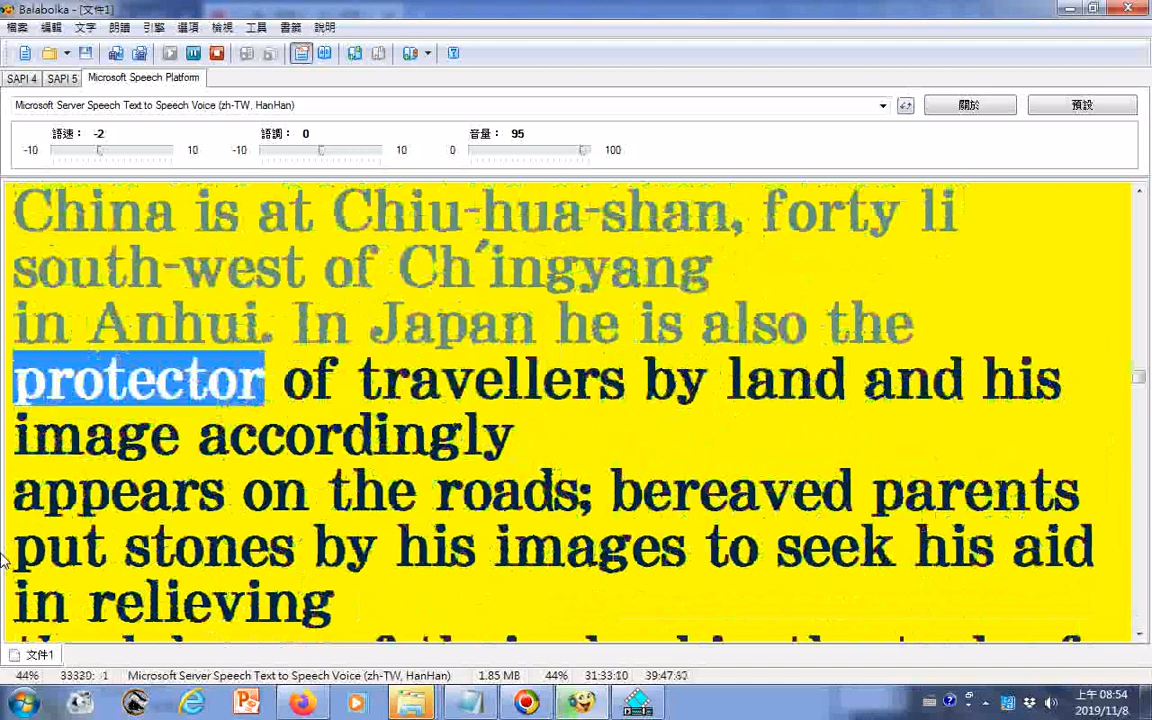 Balabolka - [文件1]
檔案 編輯 文字 朗讀 引擎 選項 檢視 工具 書籤 說明
SAPI 4 SAPI 5 Microsoft Speech Platform
Microsoft Server Speech Text to Speech Voice (zh-TW, HanHan) 關於 預設
語速： -2 語調： 0 音量： 95
-10 10 -10 10 0 100
China is at Chiu-hua-shan, forty li
south-west of Ch´ingyang
in Anhui. In Japan he is also the
protector of travellers by land and his
image accordingly
appears on the roads; bereaved parents
put stones by his images to seek his aid
in relieving
文件1
44% Microsoft Server Speech Text to Speech Voice (zh-TW, HanHan) 1.85 MB 44% 31:33:10
上午 08:54
2019/11/8